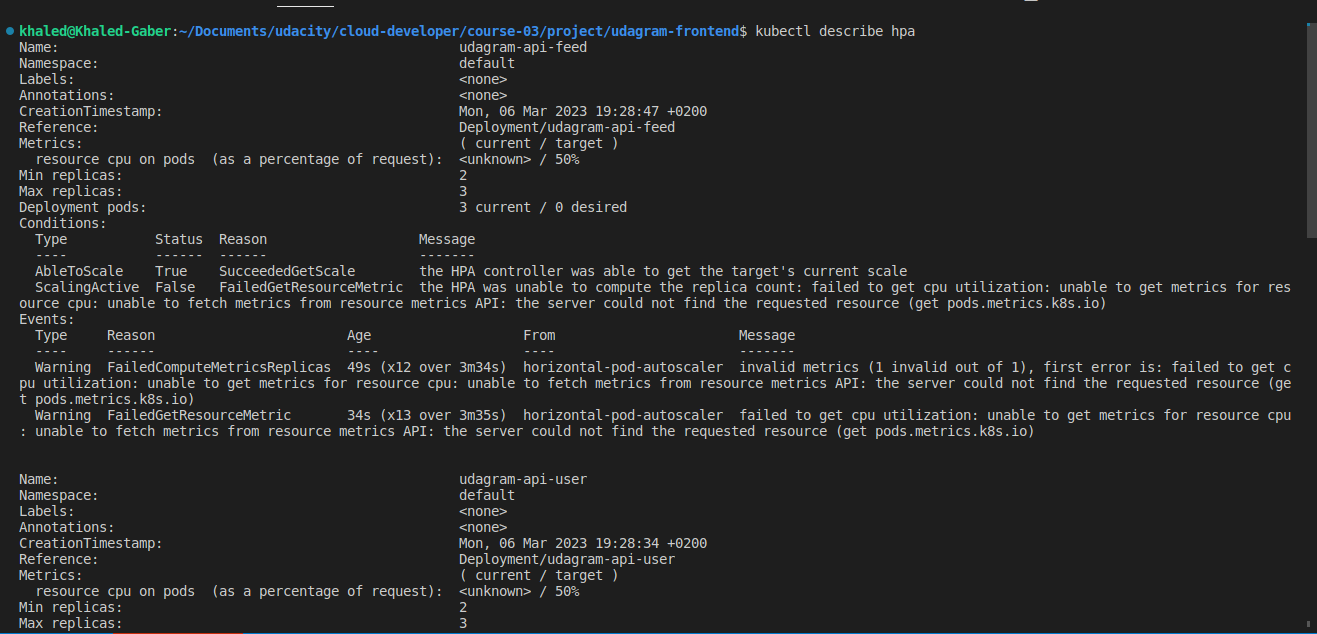 khaled@Khaled-Gaber:~/Documents/udacity/cloud-developer/course-03/project/udagram-frontend$ kubectl describe hpa
Name:                                                  udagram-api-feed
Namespace:                                             default
Labels:                                                <none>
Annotations:                                           <none>
CreationTimestamp:                                     Mon, 06 Mar 2023 19:28:47 +0200
Reference:                                             Deployment/udagram-api-feed
Metrics:                                               ( current / target )
  resource cpu on pods  (as a percentage of request):  <unknown> / 50%
Min replicas:                                          2
Max replicas:                                          3
Deployment pods:                                       3 current / 0 desired
Conditions:
  Type           Status  Reason                   Message
  ----           ------  ------                   -------
  AbleToScale    True    SucceededGetScale        the HPA controller was able to get the target's current scale
  ScalingActive  False   FailedGetResourceMetric  the HPA was unable to compute the replica count: failed to get cpu utilization: unable to get metrics for res
ource cpu: unable to fetch metrics from resource metrics API: the server could not find the requested resource (get pods.metrics.k8s.io)
Events:
  Type     Reason                        Age                   From                       Message
  ----     ------                        ----                  ----                       -------
  Warning  FailedComputeMetricsReplicas  49s (x12 over 3m34s)  horizontal-pod-autoscaler  invalid metrics (1 invalid out of 1), first error is: failed to get c
pu utilization: unable to get metrics for resource cpu: unable to fetch metrics from resource metrics API: the server could not find the requested resource (ge
t pods.metrics.k8s.io)
  Warning  FailedGetResourceMetric       34s (x13 over 3m35s)  horizontal-pod-autoscaler  failed to get cpu utilization: unable to get metrics for resource cpu
: unable to fetch metrics from resource metrics API: the server could not find the requested resource (get pods.metrics.k8s.io)
Name:                                                  udagram-api-user
Namespace:                                             default
Labels:                                                <none>
Annotations:                                           <none>
CreationTimestamp:                                     Mon, 06 Mar 2023 19:28:34 +0200
Reference:                                             Deployment/udagram-api-user
Metrics:                                               ( current / target )
  resource cpu on pods  (as a percentage of request):  <unknown> / 50%
Min replicas:                                          2
Max replicas:                                          3